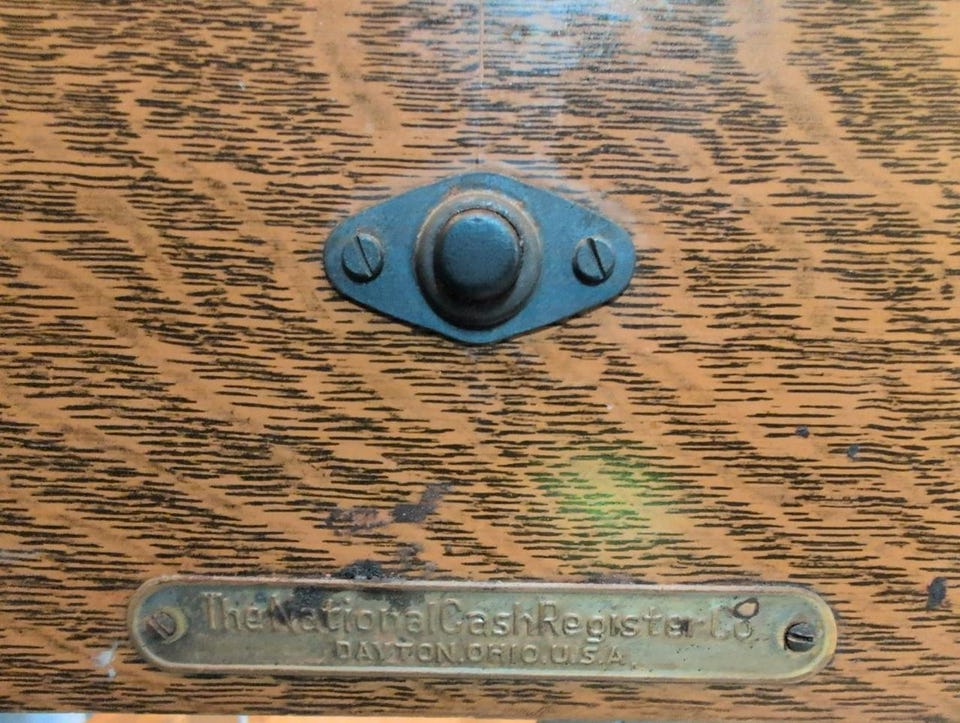 The National Cash Register Co.
DAYTON. OHIO. U.S.A.